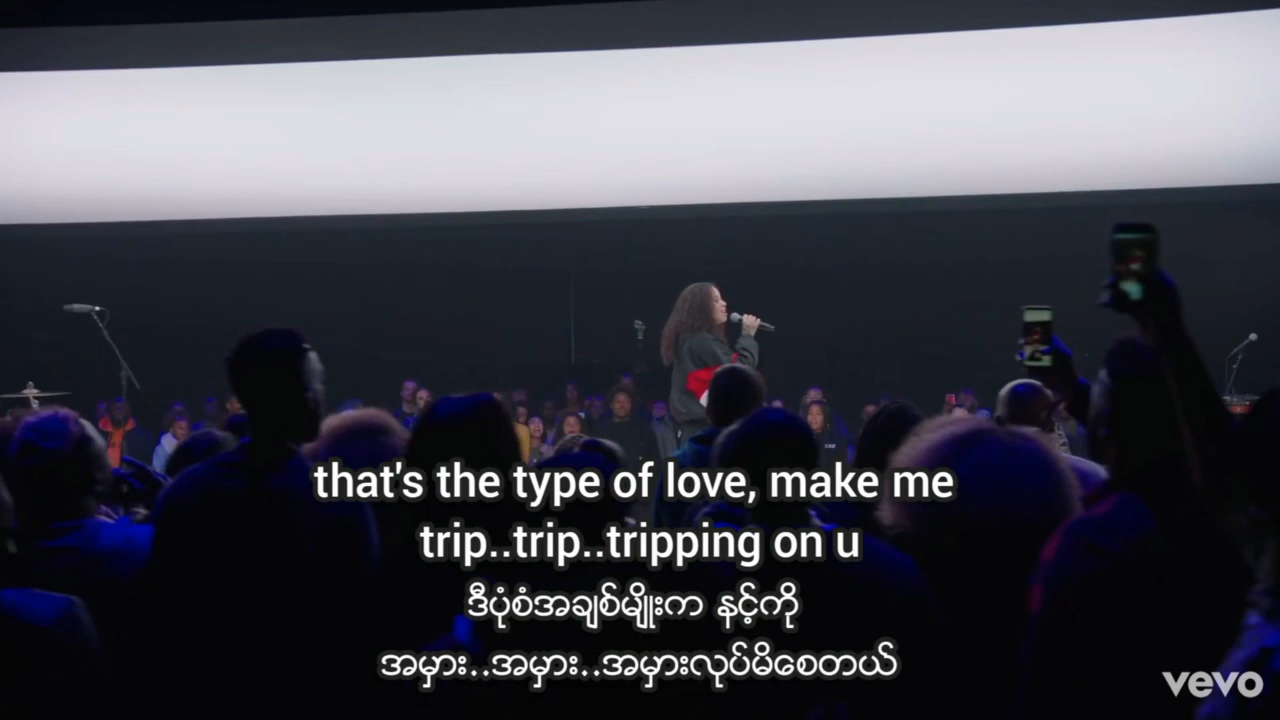 that's the type of love, make me
trip..trip..tripping on u
ဒီပုံစံအချစ်မျိုးက နင့်ကို
အမှား..အမှား..အမှားလုပ်မိစေတယ်
vevo